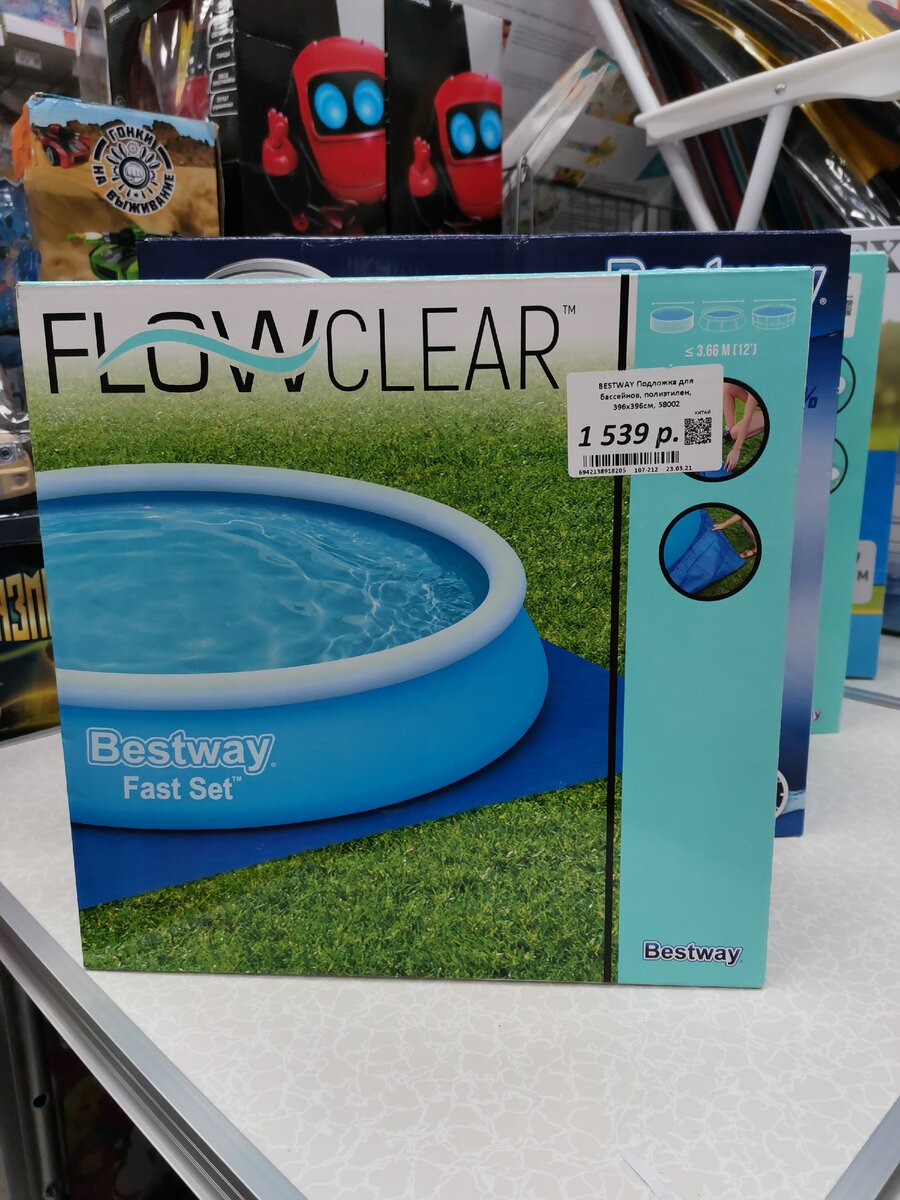 ГОНКИ
НА
ВЫЖИВАНИЕ
Bestway
FLOWCLEAR™
≤ 3.66 M (12')
BESTWAY Подложка для
бассейнов, полиэтилен,
396х396см, 58002
КИТАЙ
1 539 р.
6942138918205 107-212 23.03.21
Bestway®
Fast Set™
Bestway